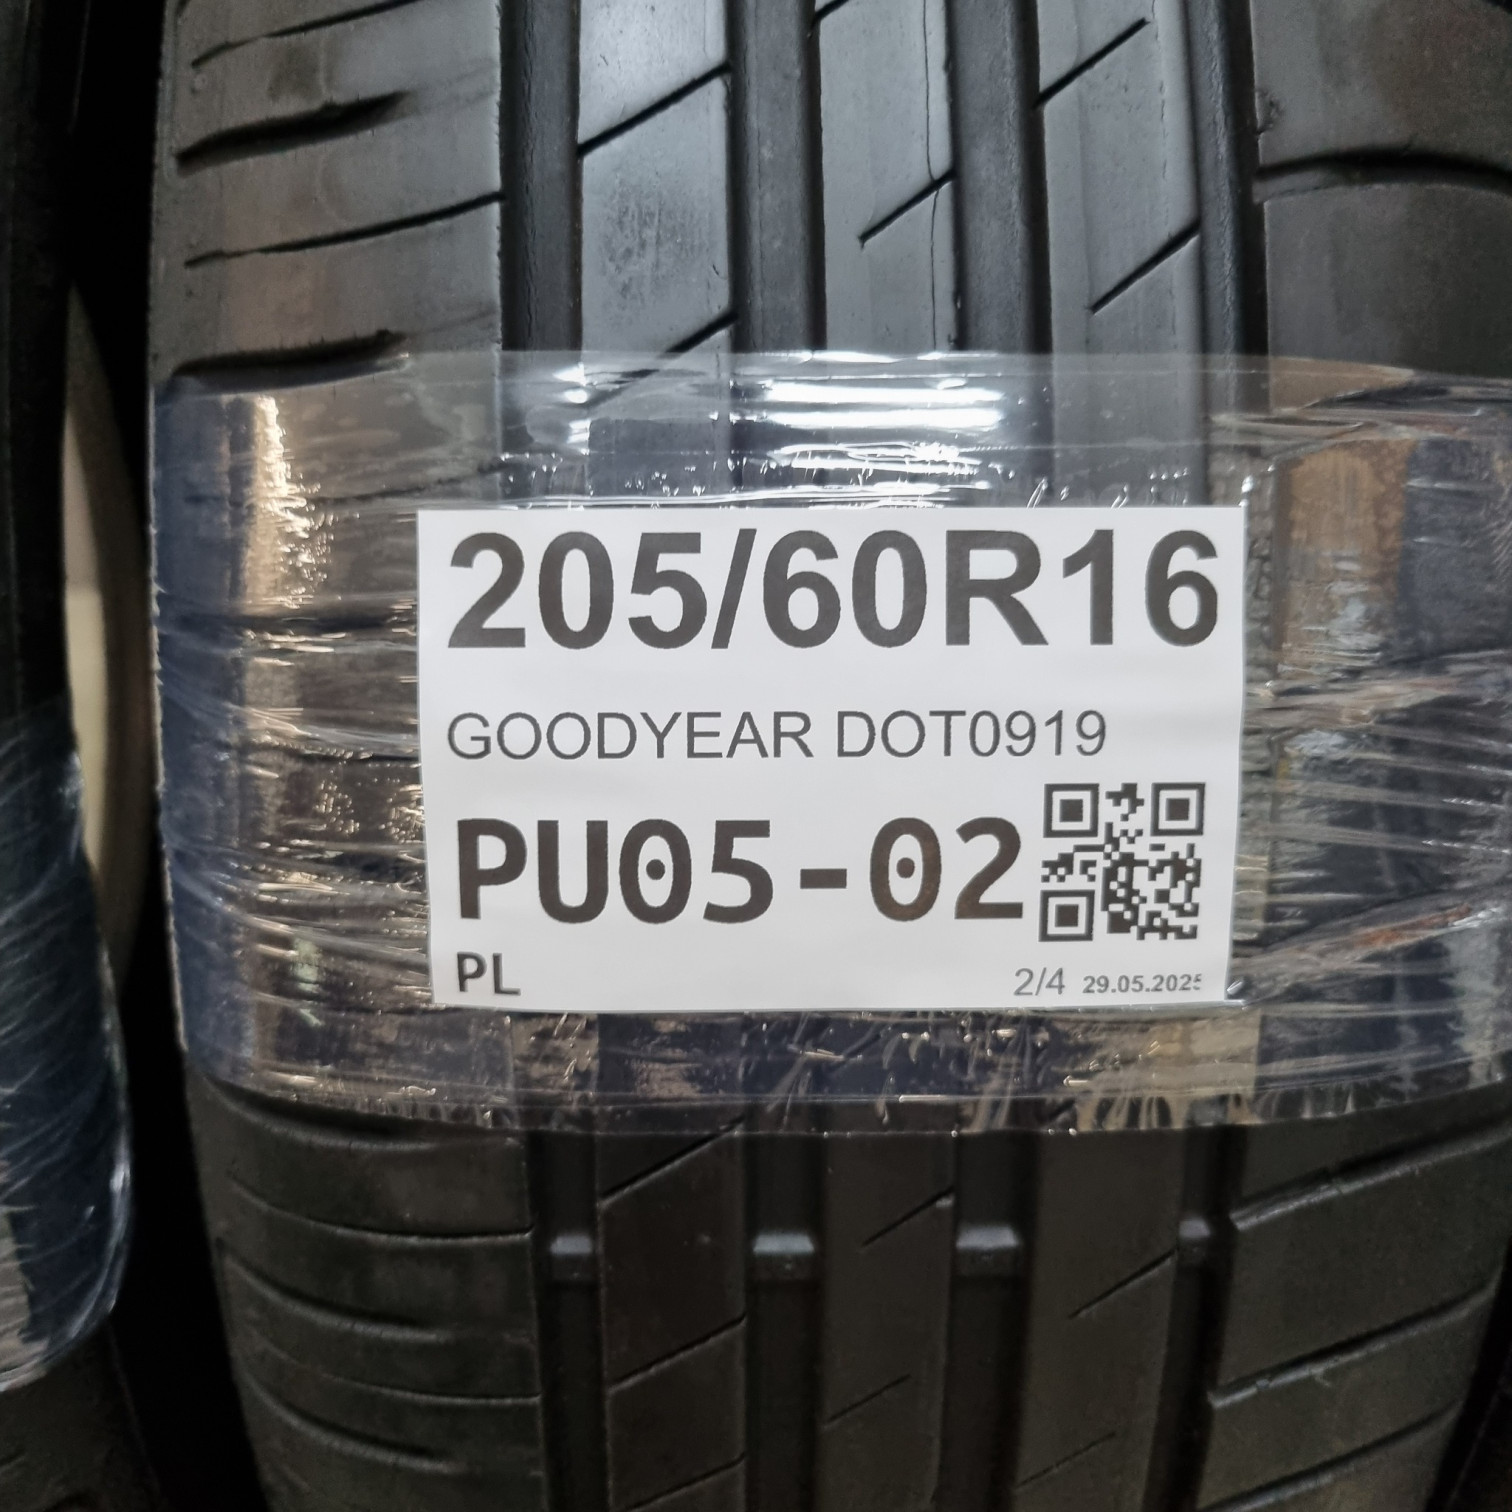 205/60R16
GOODYEAR DOT0919
PU05-02
PL
2/4 29.05.2025